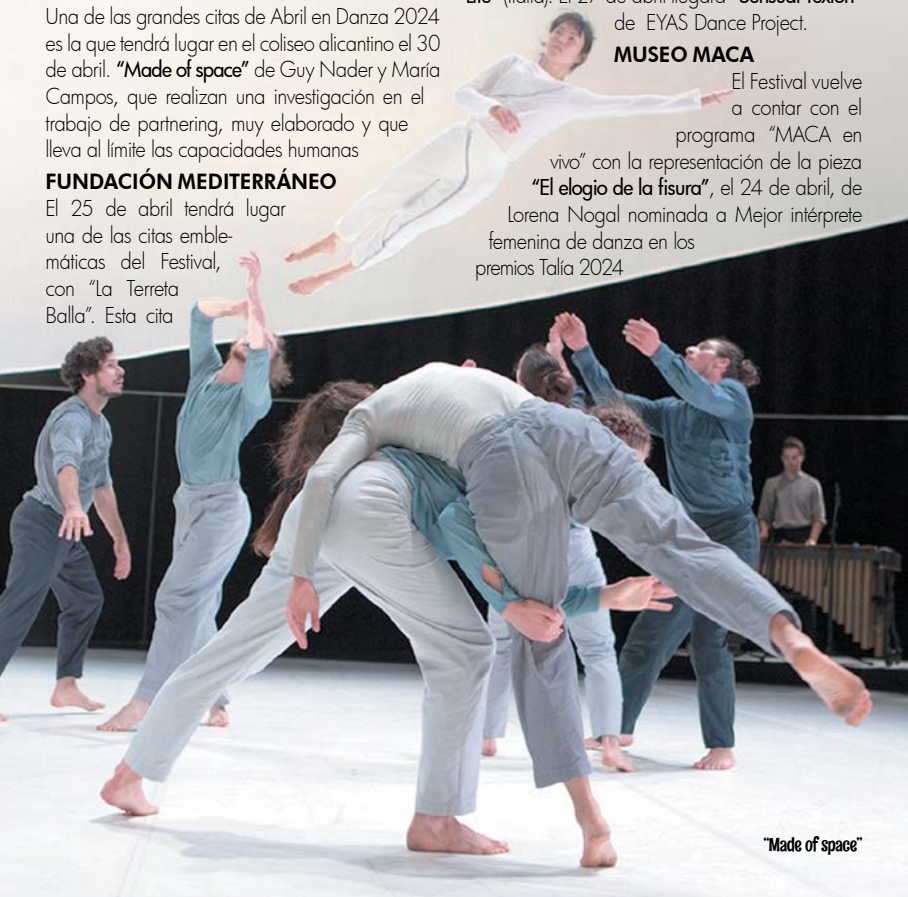 Una de las grandes citas de Abril en Danza 2024
es la que tendrá lugar en el coliseo alicantino el 30
de abril. “Made of space” de Guy Nader y María
Campos, que realizan una investigación en el
trabajo de partnering, muy elaborado y que
lleva al límite las capacidades humanas
FUNDACIÓN MEDITERRÁNEO
El 25 de abril tendrá lugar
una de las citas emble-
máticas del Festival,
con “La Terreta
Balla”. Esta cita
(Italia). El 27 de abril llegará
de EYAS Dance Project.
MUSEO MACA
El Festival vuelve
a contar con el
programa “MACA en
vivo” con la representación de la pieza
“El elogio de la fisura”, el 24 de abril, de
Lorena Nogal nominada a Mejor intérprete
femenina de danza en los
premios Talía 2024
“Made of space”